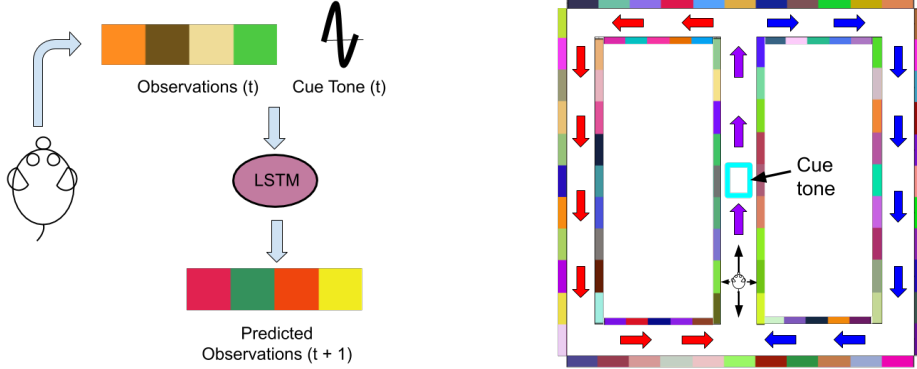 Observations (t)
Cue Tone (t)
LSTM
Predicted
Observations (t + 1)
Cue
tone